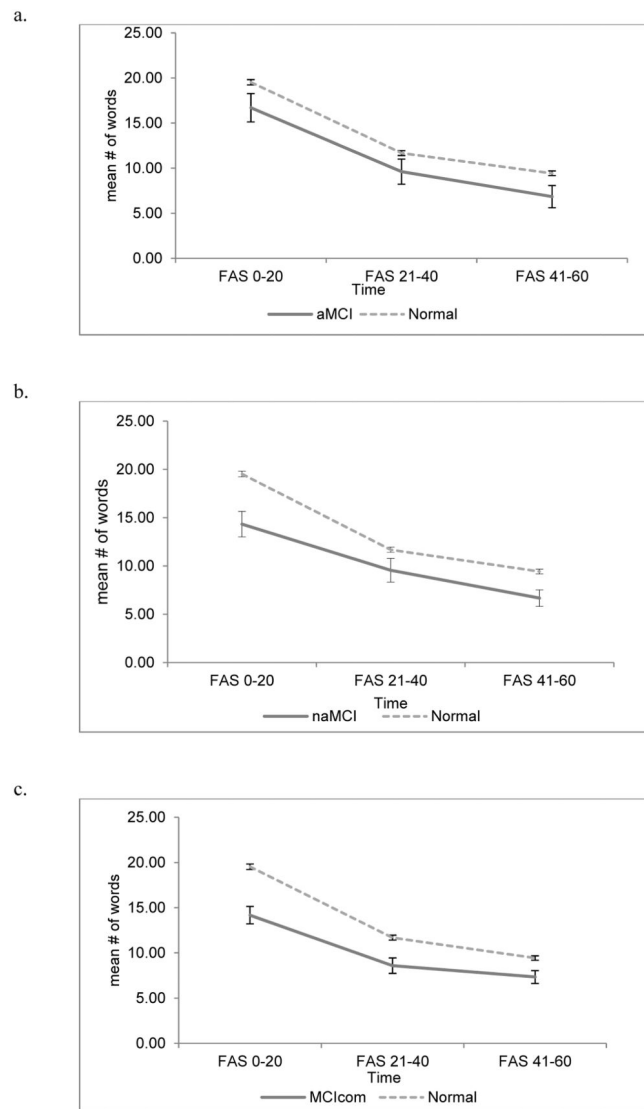 a.
mean # of words
25.00
20.00
15.00
10.00
5.00
0.00
FAS 0-20 FAS 21-40 FAS 41-60
Time
aMCI Normal
b.
mean # of words
25.00
20.00
15.00
10.00
5.00
0.00
FAS 0-20 FAS 21-40 FAS 41-60
Time
naMCI Normal
c.
mean # of words
25.00
20.00
15.00
10.00
5.00
0.00
FAS 0-20 FAS 21-40 FAS 41-60
Time
MCIcom Normal